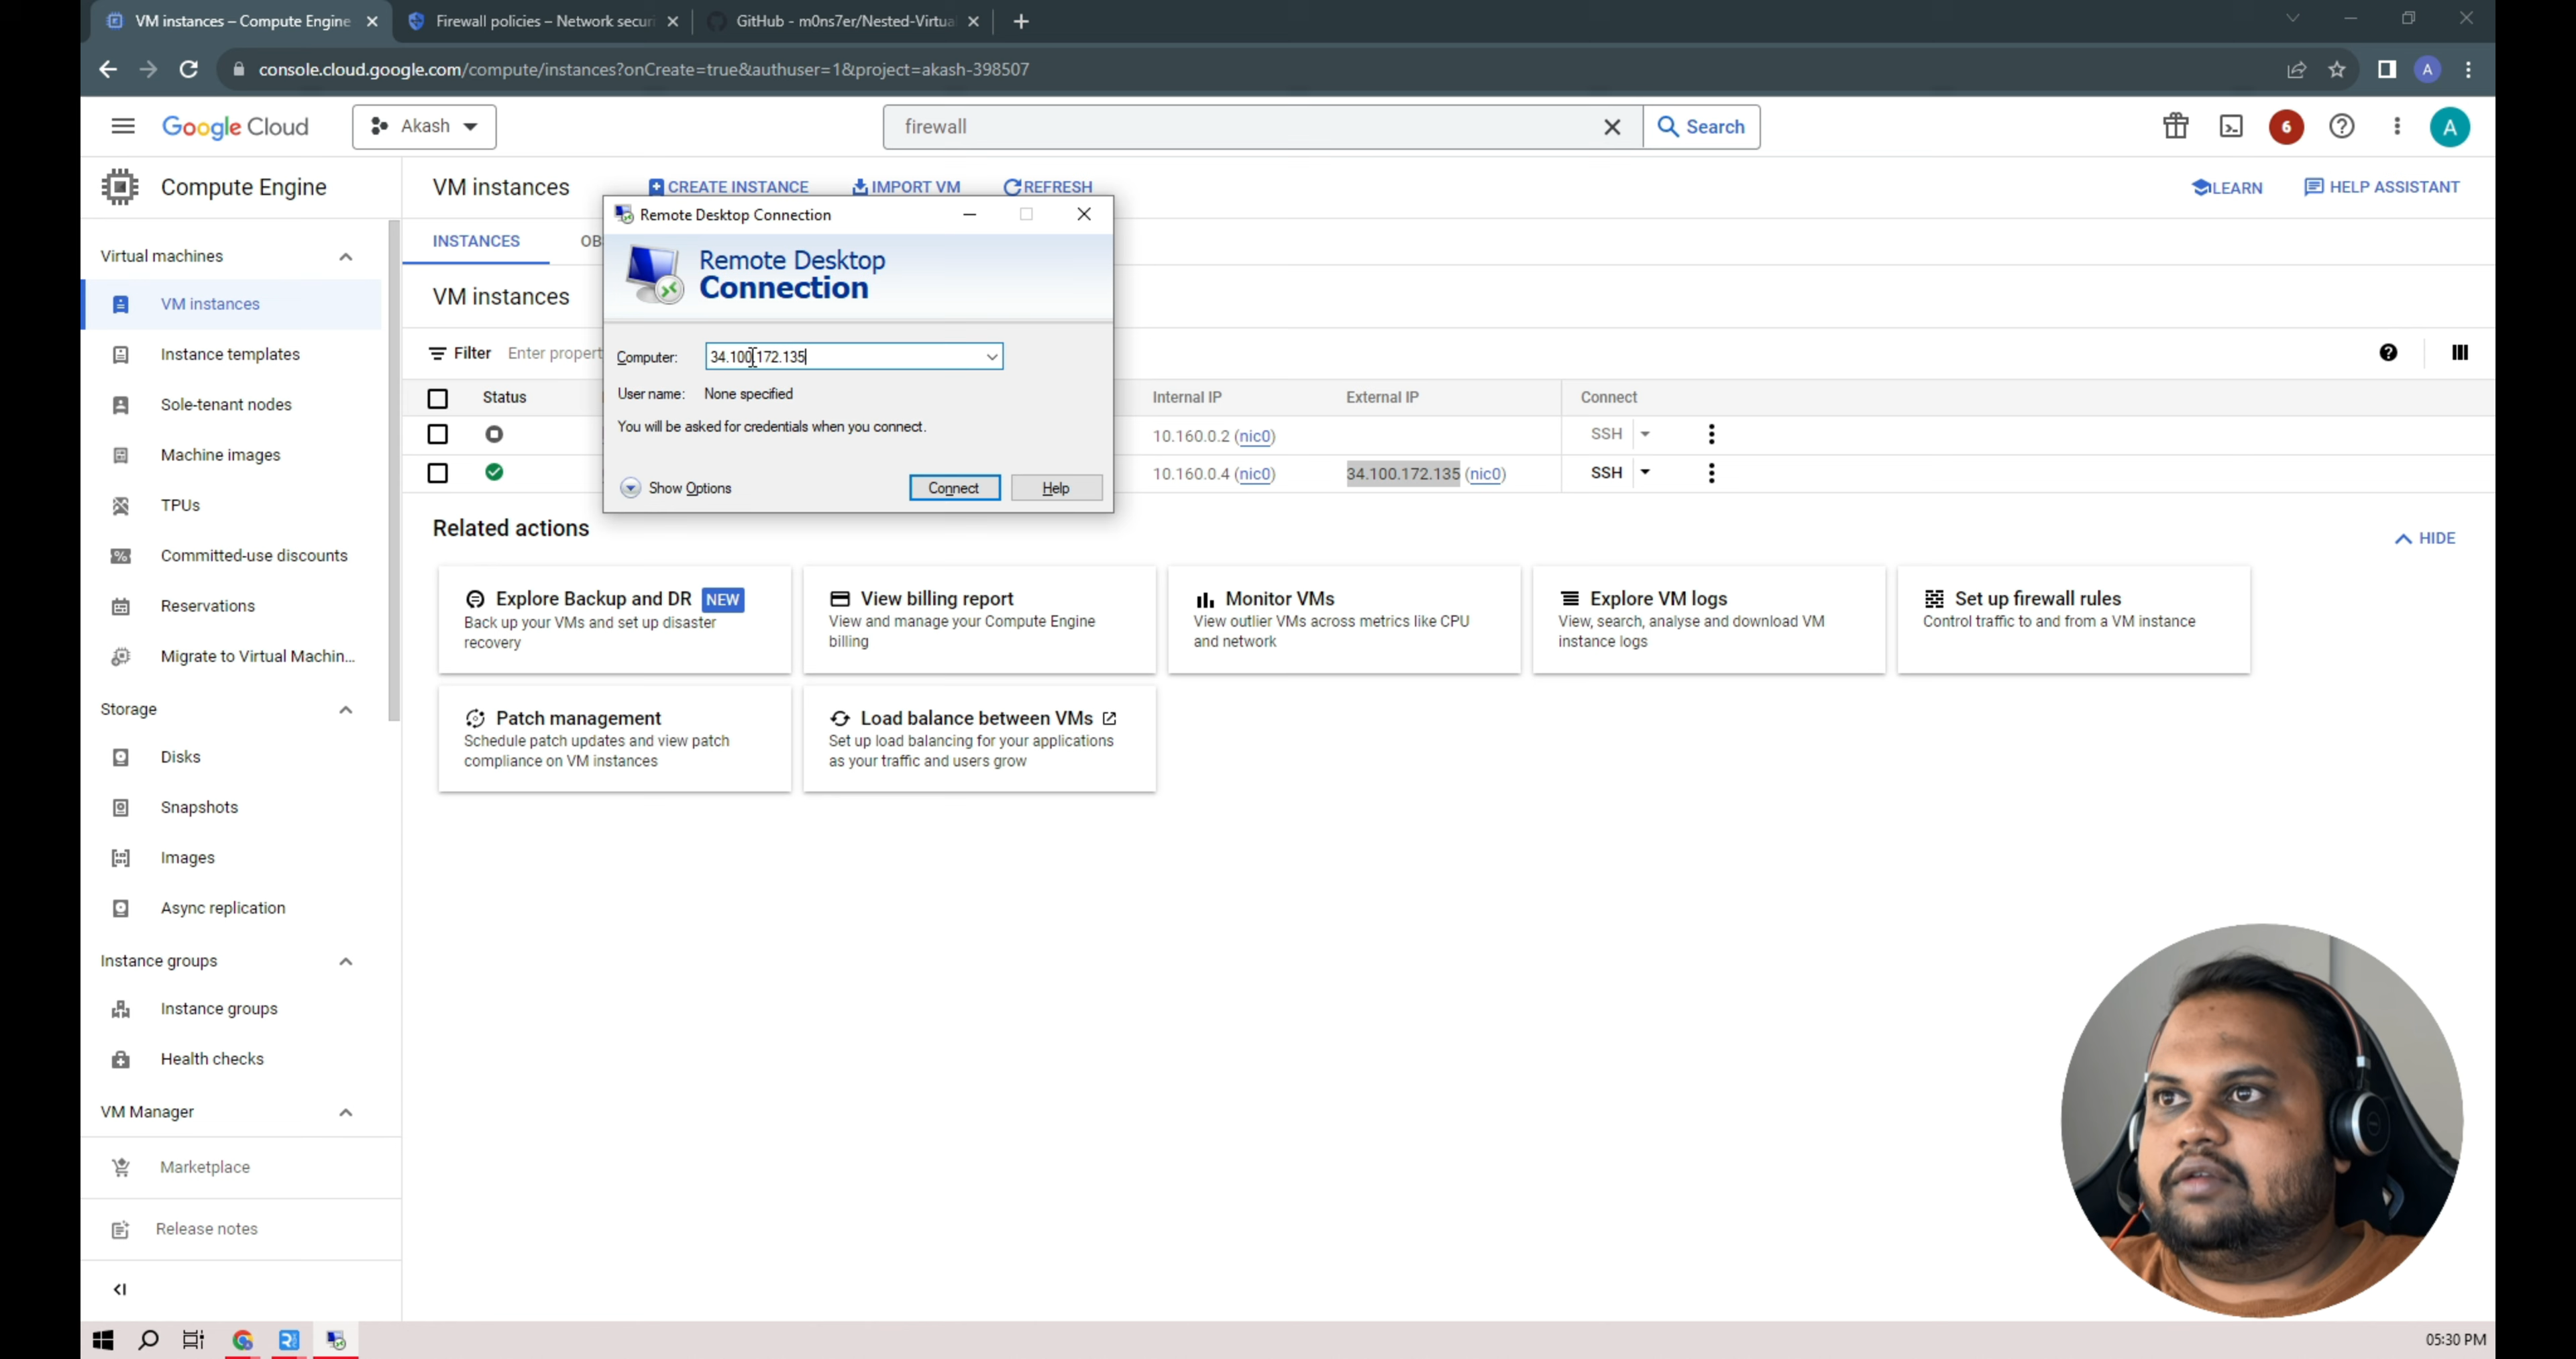 VM instances – Compute Engine
Firewall policies – Network securi
GitHub - m0ns7er/Nested-Virtua
console.cloud.google.com/compute/instances?onCreate=true&authuser=1&project=akash-398507
A
Google Cloud
Akash
firewall
Search
6
A
Compute Engine
VM instances
CREATE INSTANCE
IMPORT VM
REFRESH
LEARN
HELP ASSISTANT
Virtual machines
VM instances
Instance templates
Sole-tenant nodes
Machine images
TPUs
Committed-use discounts
Reservations
Migrate to Virtual Machin...
Storage
Disks
Snapshots
Images
Async replication
Instance groups
Instance groups
Health checks
VM Manager
Marketplace
Release notes
INSTANCES
OB
VM instances
Filter Enter propert
Status
Internal IP
External IP
Connect
10.160.0.2 (nic0)
SSH
10.160.0.4 (nic0)
34.100.172.135 (nic0)
SSH
Remote Desktop Connection
Remote Desktop
Connection
Computer: 34.100.172.135
User name: None specified
You will be asked for credentials when you connect.
Show Options
Connect
Help
Related actions
HIDE
Explore Backup and DR NEW
Back up your VMs and set up disaster
recovery
View billing report
View and manage your Compute Engine
billing
Monitor VMs
View outlier VMs across metrics like CPU
and network
Explore VM logs
View, search, analyse and download VM
instance logs
Set up firewall rules
Control traffic to and from a VM instance
Patch management
Schedule patch updates and view patch
compliance on VM instances
Load balance between VMs
Set up load balancing for your applications
as your traffic and users grow
05:30 PM